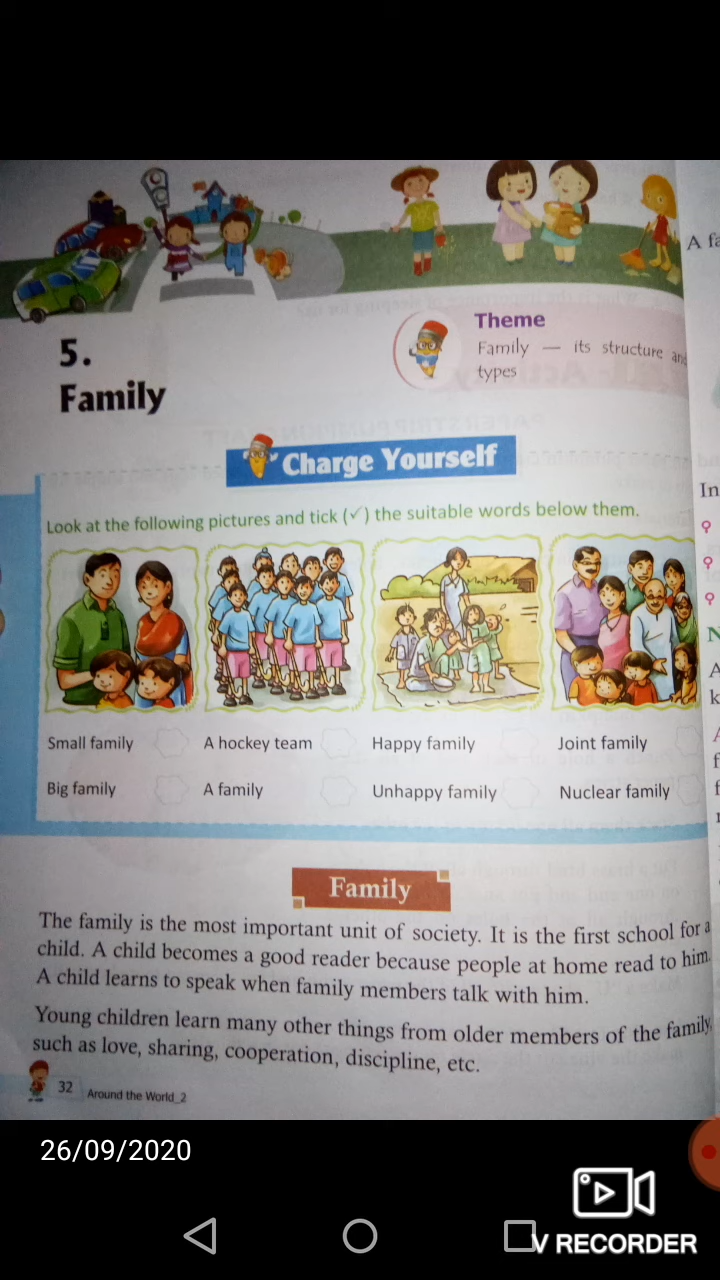 5.
Family
Theme
Family — its structure and
types
A fa
Charge Yourself
Look at the following pictures and tick (✓) the suitable words below them.
In
Small family A hockey team Happy family Joint family
Big family A family Unhappy family Nuclear family
Family
The family is the most important unit of society. It is the first school for a
child. A child becomes a good reader because people at home read to him.
A child learns to speak when family members talk with him.
Young children learn many other things from older members of the family,
such as love, sharing, cooperation, discipline, etc.
32 Around the World_2
26/09/2020
V RECORDER